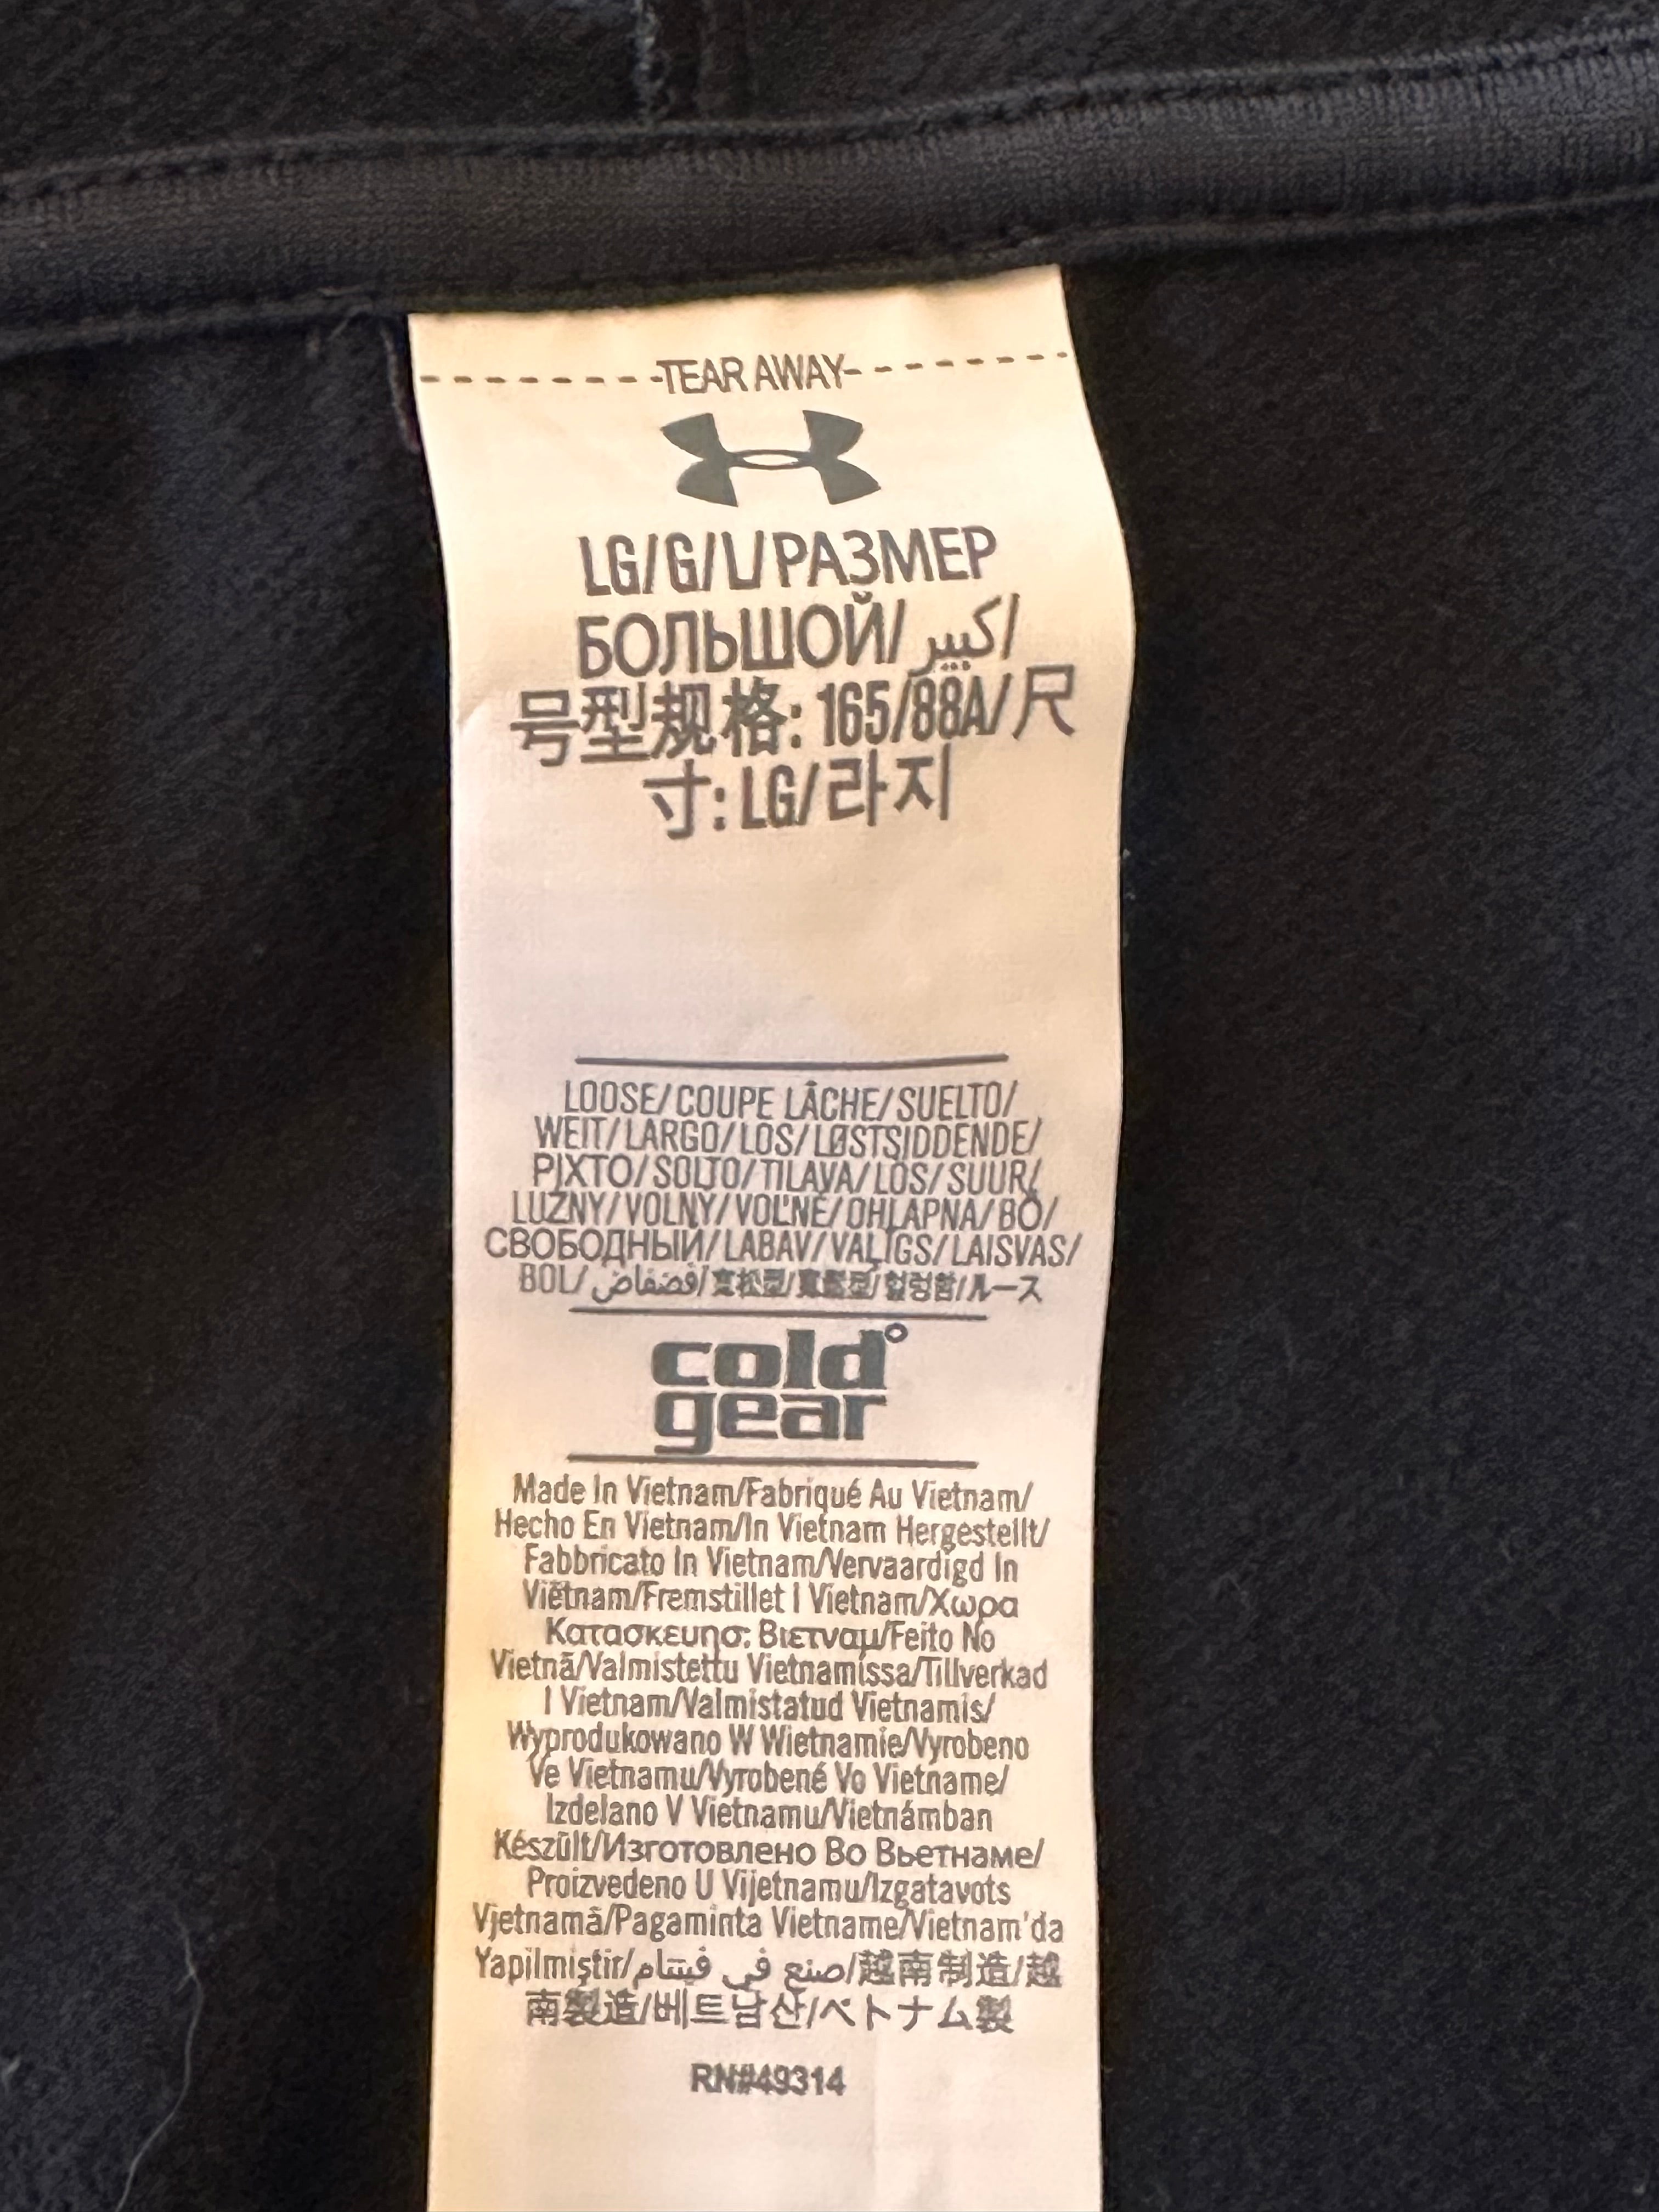 TEAR AWAY
LG/G/L/РАЗМЕР
БОЛЬШОЙ/كبير/
号型规格: 165/88A/尺
寸: LG/라지
LOOSE/COUPE LÂCHE/SUELTO/
WEIT/LARGO/LOS/LØSTSIDDENDE/
ΡΙΧΤΟ/SOLTO/TILAVA/LÖS/SUUR/
LUŹNY/VOLNÝ/VOĽNÉ/OHLAPNA/BŐ/
СВОБОДНЫЙ/LABAV/VALĪGS/LAISVAS/
BOL/فضفاض/宽松型/寬鬆型/헐렁함/ルース
cold°
gear
Made In Vietnam/Fabriqué Au Vietnam/
Hecho En Vietnam/In Vietnam Hergestellt/
Fabbricato In Vietnam/Vervaardigd In
Viëtnam/Fremstillet I Vietnam/Χωρα
Κατασκευησ: Βιετναμ/Feito No
Vietnã/Valmistettu Vietnamissa/Tillverkad
I Vietnam/Valmistatud Vietnamis/
Wyprodukowano W Wietnamie/Vyrobeno
Ve Vietnamu/Vyrobené Vo Vietname/
Izdelano V Vietnamu/Vietnámban
Készült/Изготовлено Во Вьетнаме/
Proizvedeno U Vijetnamu/Izgatavots
Vjetnamā/Pagaminta Vietname/Vietnam'da
Yapilmiştir/صنع في فيتنام/越南制造/越
南製造/베트남산/ベトナム製
RN#49314